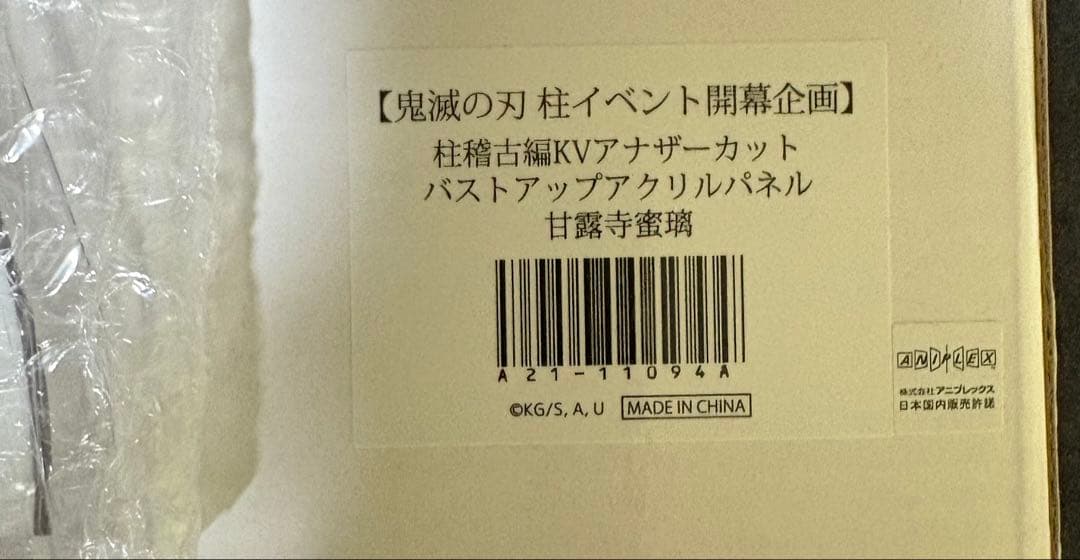 【鬼滅の刃 柱イベント開幕企画】
柱稽古編KVアナザーカット
バストアップアクリルパネル
甘露寺蜜璃
A21-11094A
©KG/S, A, U MADE IN CHINA
ANIPLEX
株式会社アニプレックス
日本国内販売許諾